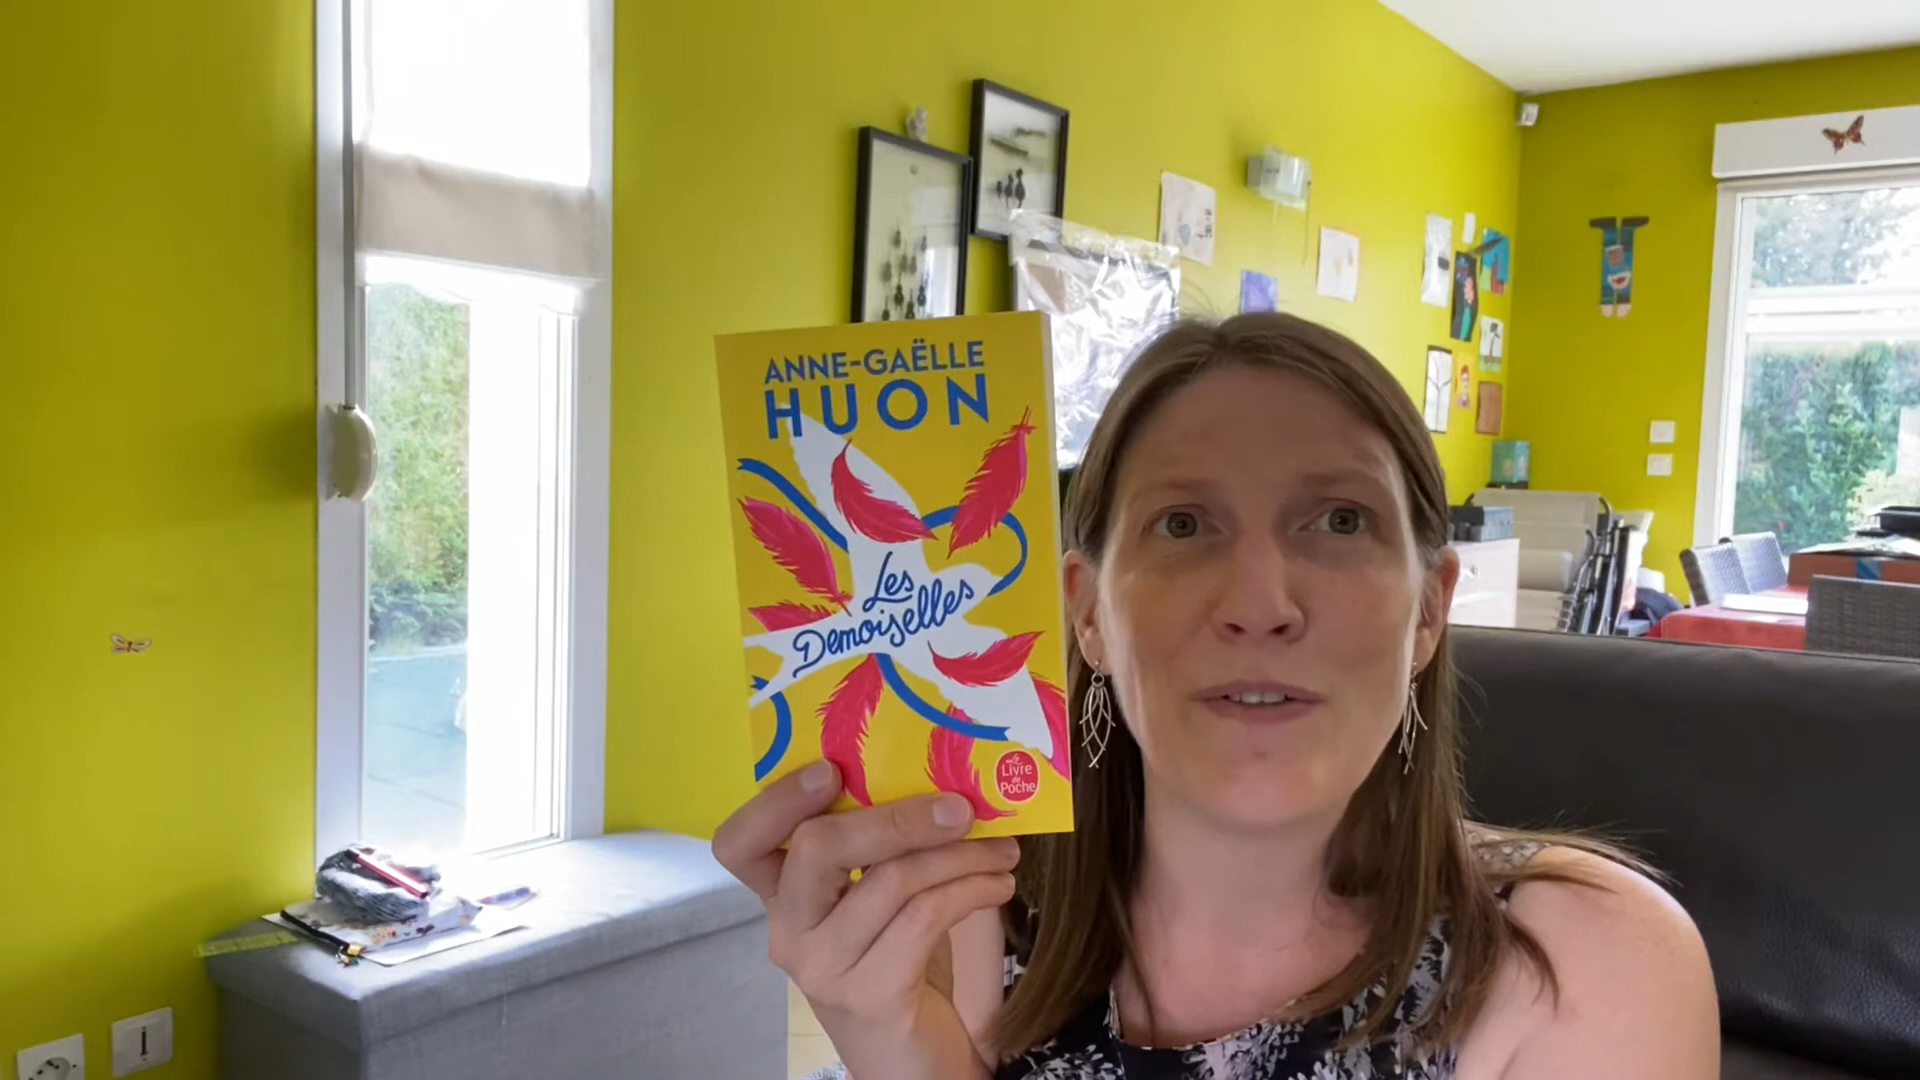 ANNE-GAËLLE
HUON
Les
Demoiselles
Le
Livre
de
Poche